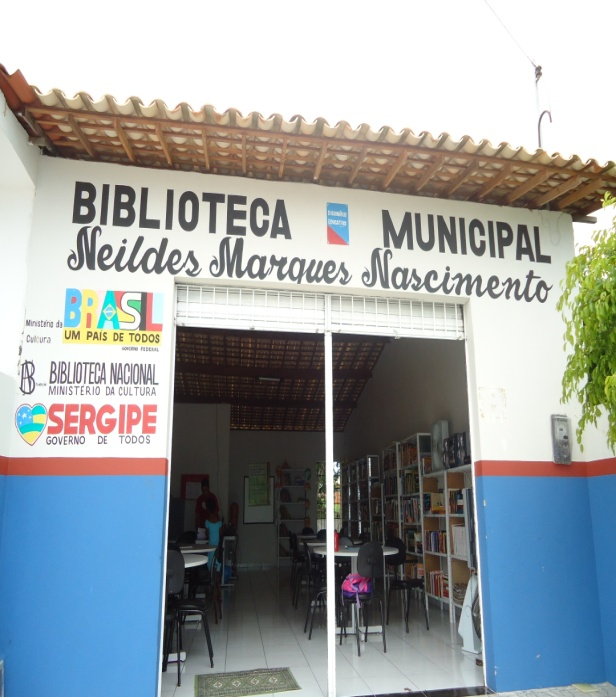 BIBLIOTECA MUNICIPAL
Neildes Marques Nascimento
Ministério da
Cultura
BRASIL
UM PAIS DE TODOS
GOVERNO FEDERAL
BIBLIOTECA NACIONAL
MINISTÉRIO DA CULTURA
SERGIPE
GOVERNO DE TODOS